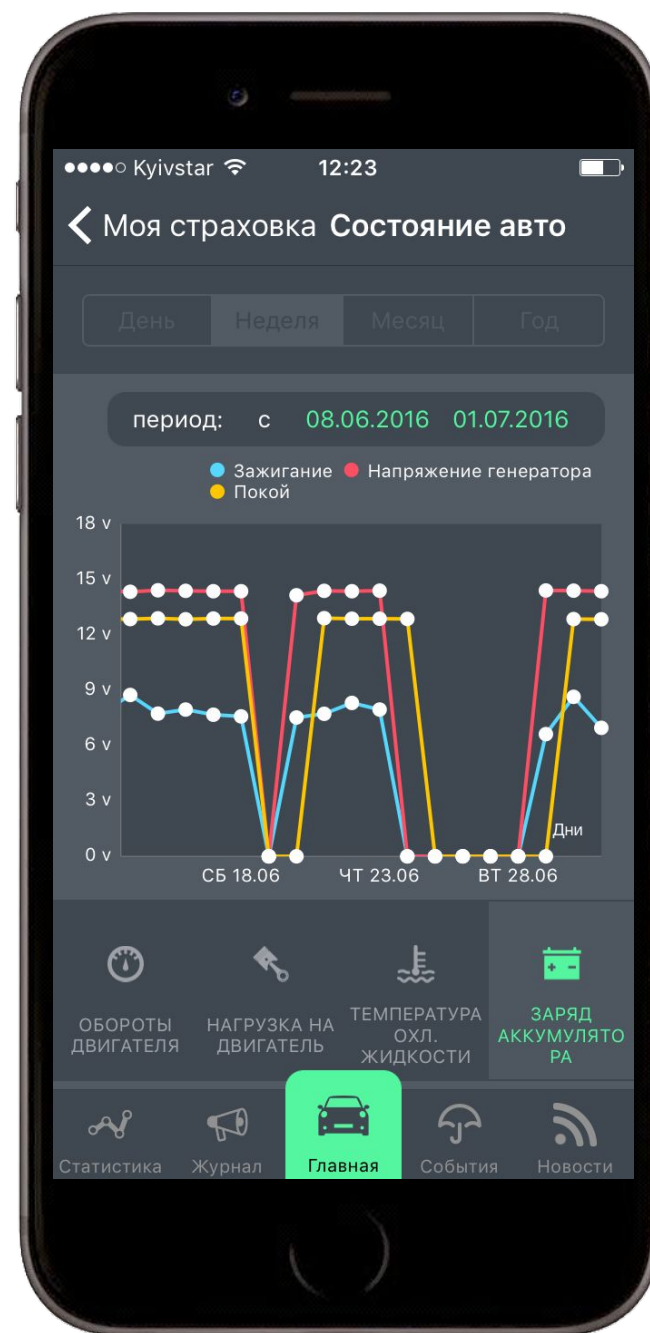 Kyivstar 12:23
Моя страховка Состояние авто
День Неделя Месяц Год
период: с 08.06.2016 01.07.2016
Зажигание Напряжение генератора
Покой
18 v
15 v
12 v
9 v
6 v
3 v
Дни
0 v
СБ 18.06 ЧТ 23.06 ВТ 28.06
ОБОРОТЫ
ДВИГАТЕЛЯ
НАГРУЗКА НА
ДВИГАТЕЛЬ
ТЕМПЕРАТУРА
ОХЛ.
ЖИДКОСТИ
ЗАРЯД
АККУМУЛЯТО
РА
Статистика Журнал Главная События Новости